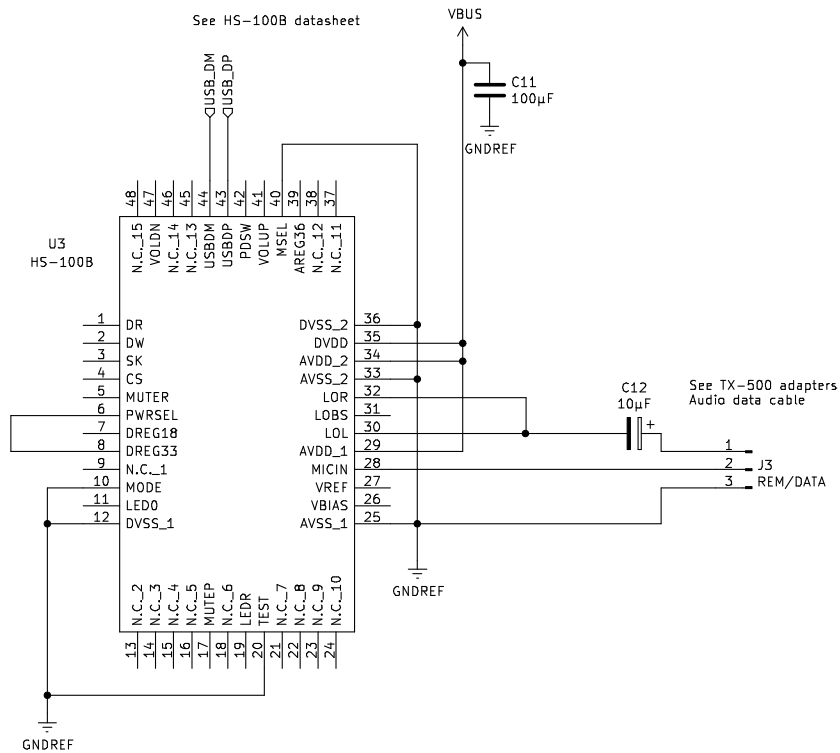 See HS-100B datasheet
VBUS
C11
100µF
GNDREF
USB_DM
USB_DP
48
47
46
45
44
43
42
41
40
39
38
37
N.C._15
VOLDN
N.C._14
N.C._13
USBDM
USBDP
PDSW
VOLUP
MSEL
AREG36
N.C._12
N.C._11
U3
HS-100B
1 DR
2 DW
3 SK
4 CS
5 MUTER
6 PWRSEL
7 DREG18
8 DREG33
9 N.C._1
10 MODE
11 LEDO
12 DVSS_1
DVSS_2 36
DVDD 35
AVDD_2 34
AVSS_2 33
LOR 32
LOBS 31
LOL 30
AVDD_1 29
MICIN 28
VREF 27
VBIAS 26
AVSS_1 25
C12
10µF
+
See TX-500 adapters
Audio data cable
1
2
3
J3
REM/DATA
GNDREF
N.C._2
N.C._3
N.C._4
N.C._5
MUTEP
N.C._6
LEDR
TEST
N.C._7
N.C._8
N.C._9
N.C._10
13
14
15
16
17
18
19
20
21
22
23
24
GNDREF